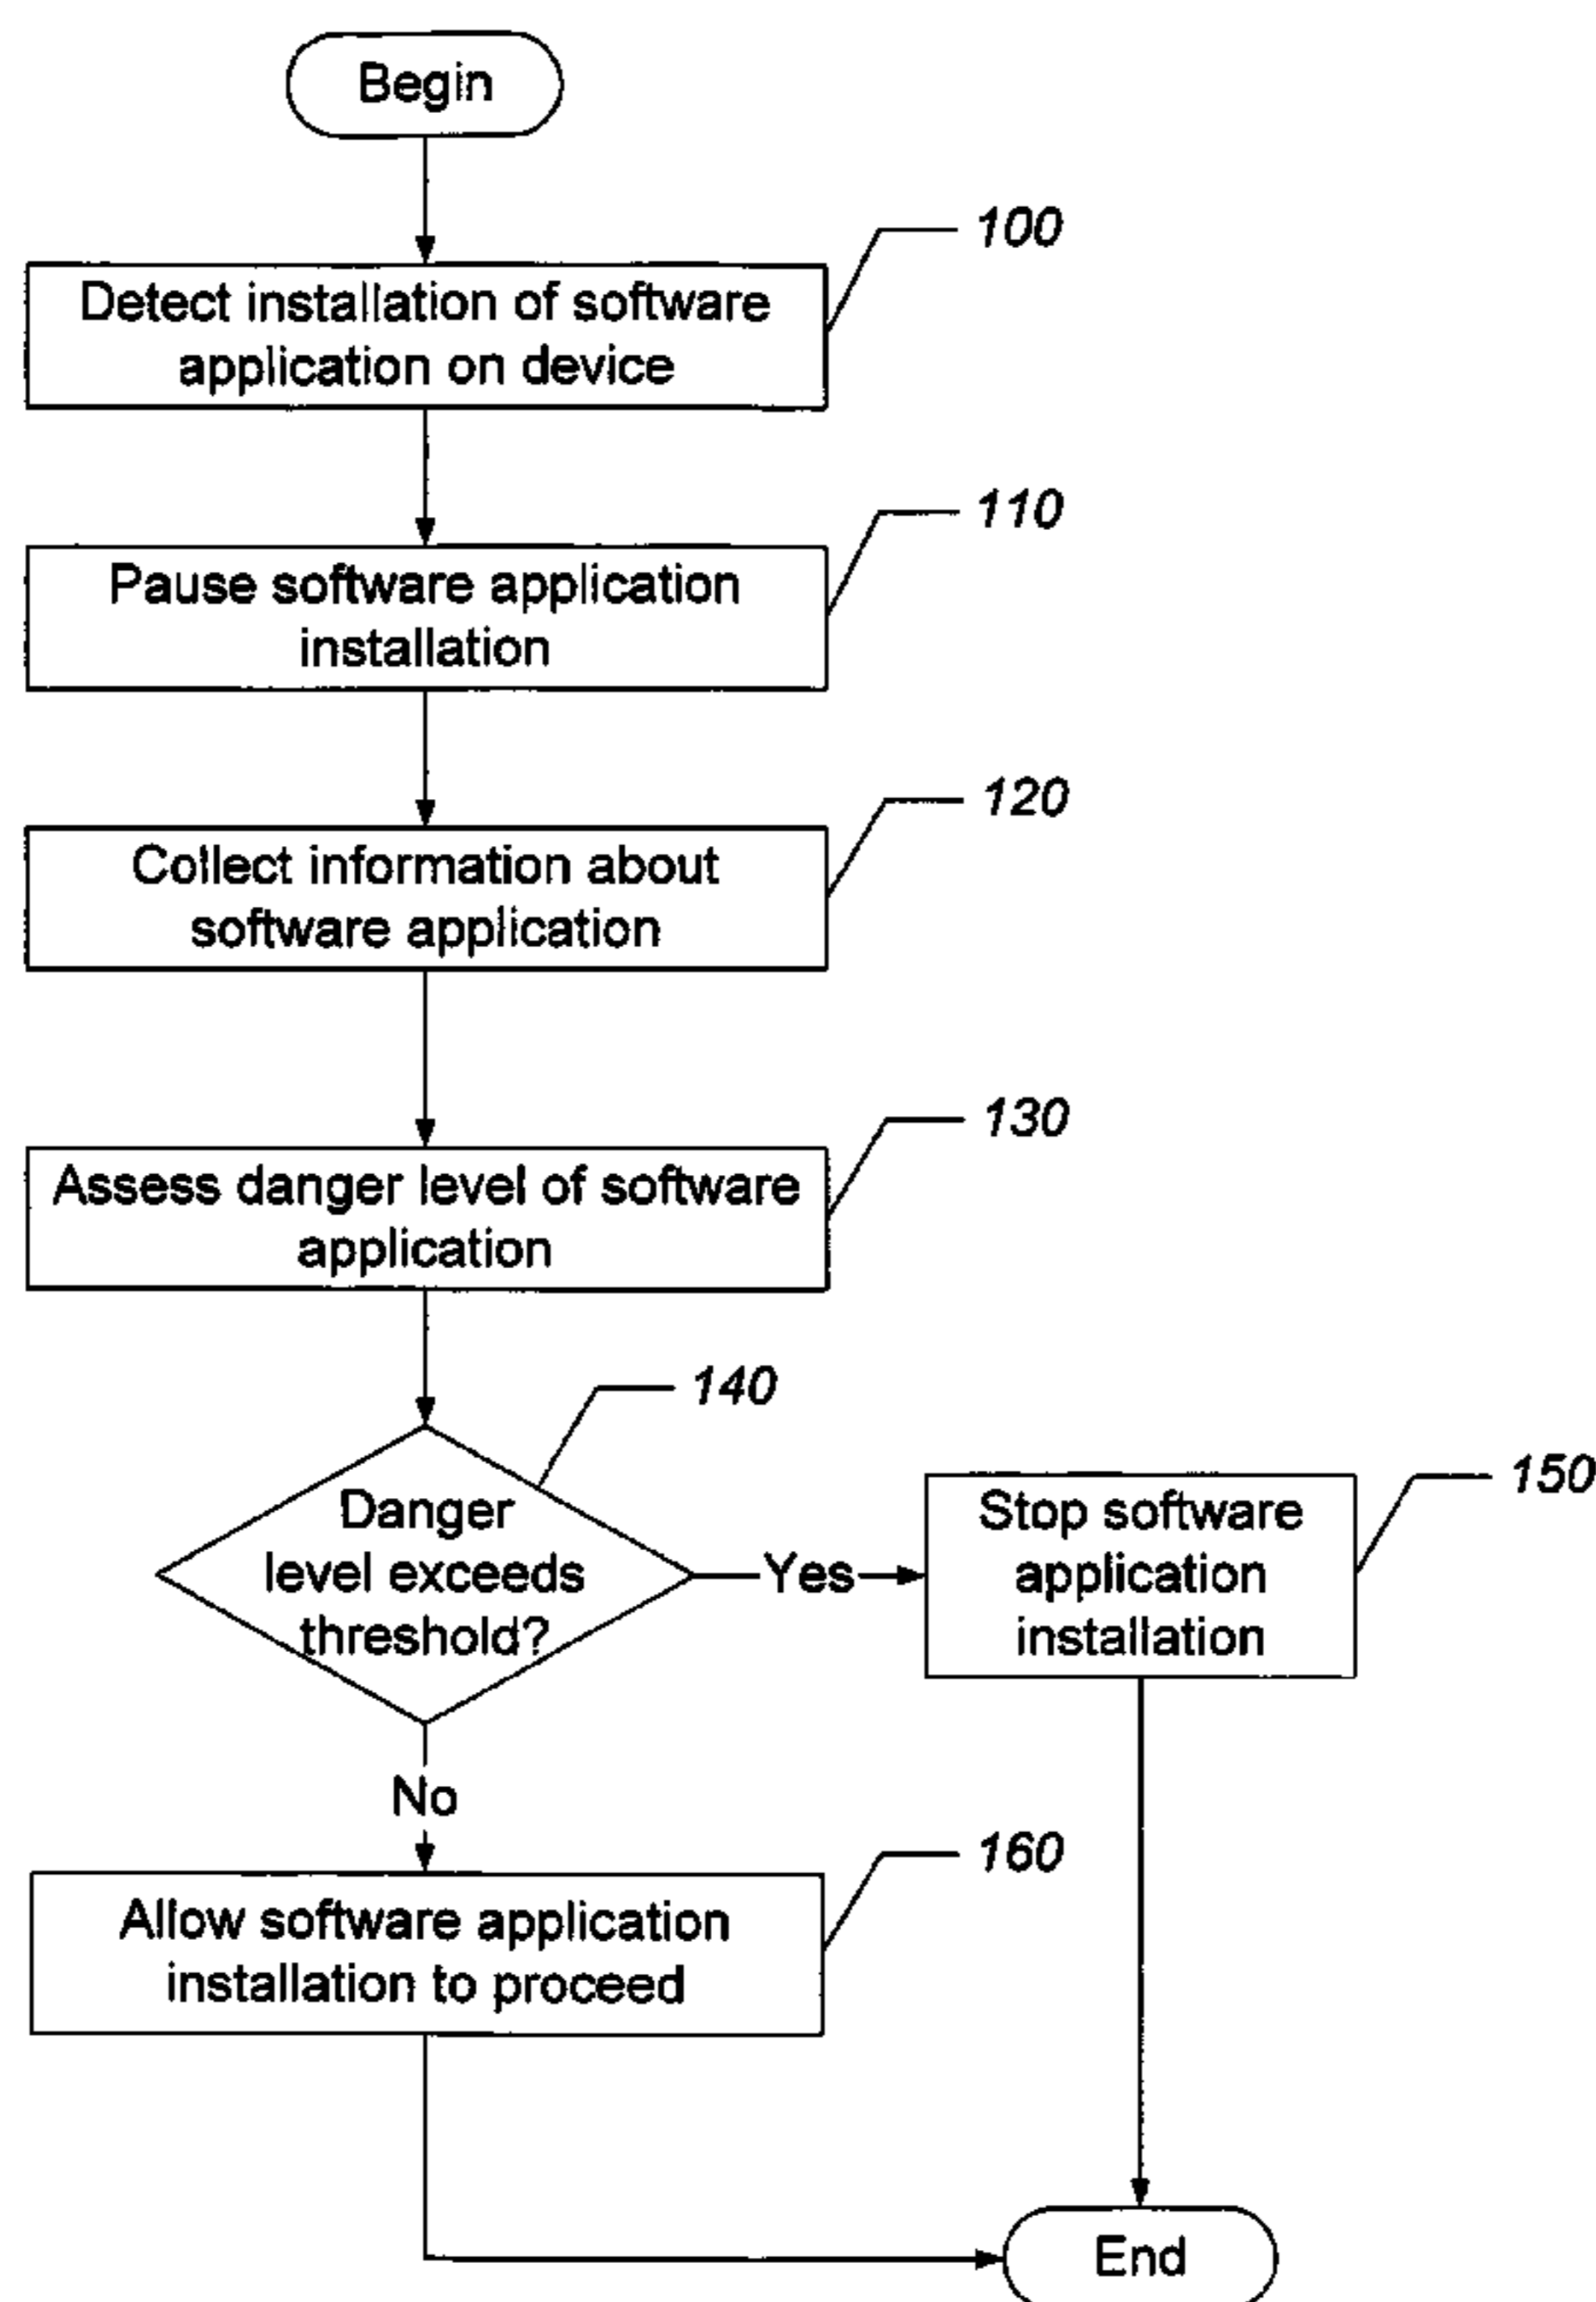 Begin
100
Detect installation of software
application on device
110
Pause software application
installation
120
Collect information about
software application
130
Assess danger level of software
application
140
Danger
level exceeds
threshold?
Yes
150
Stop software
application
installation
No
160
Allow software application
installation to proceed
End